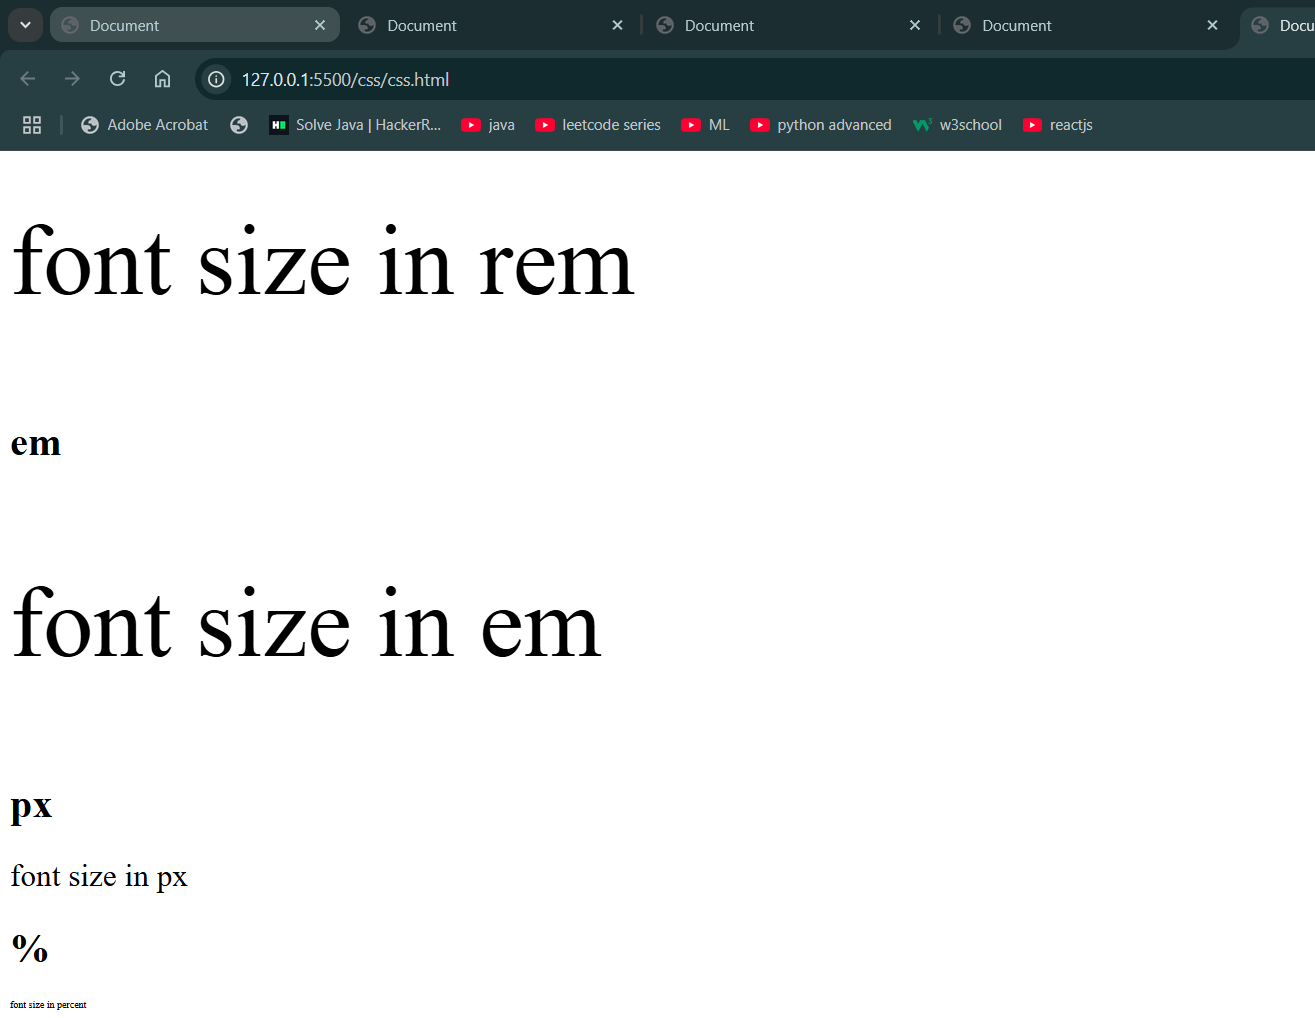 Document Document Document Document Docu
127.0.0.1:5500/css/css.html
Adobe Acrobat Solve Java | HackerR... java leetcode series ML python advanced w3school reactjs
font size in rem
em
font size in em
px
font size in px
%
font size in percent